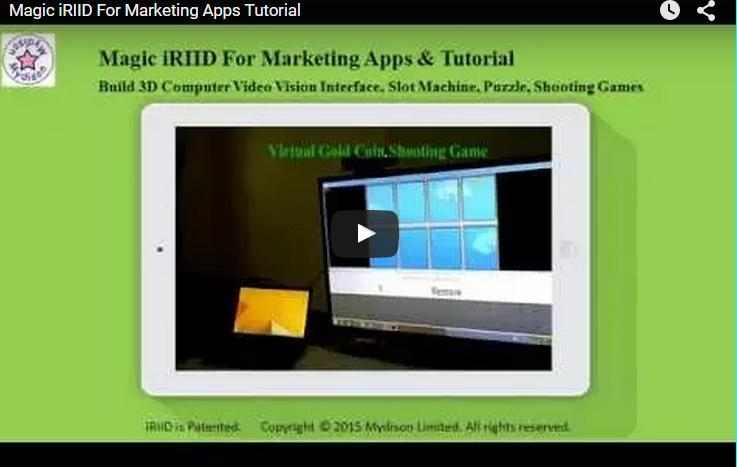 Magic iRIID For Marketing Apps Tutorial
Magic iRIID For Marketing Apps & Tutorial
Build 3D Computer Video Vision Interface, Slot Machine, Puzzle, Shooting Games
Mydison
Mydison
Virtual Gold Coin Shooting Game
Restore
iRIID is Patented. Copyright © 2015 Mydison Limited. All rights reserved.